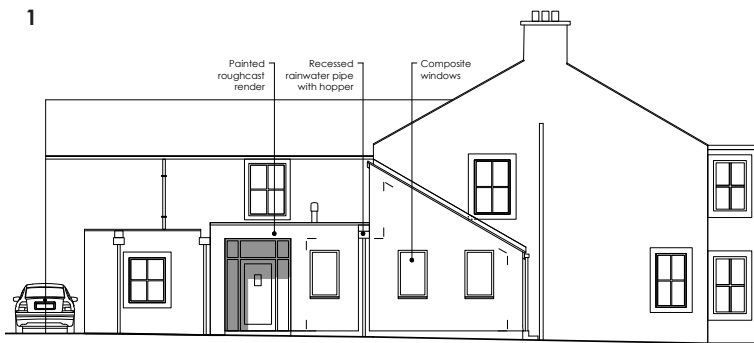 1
Painted
roughcast
render
Recessed
rainwater pipe
with hopper
Composite
windows